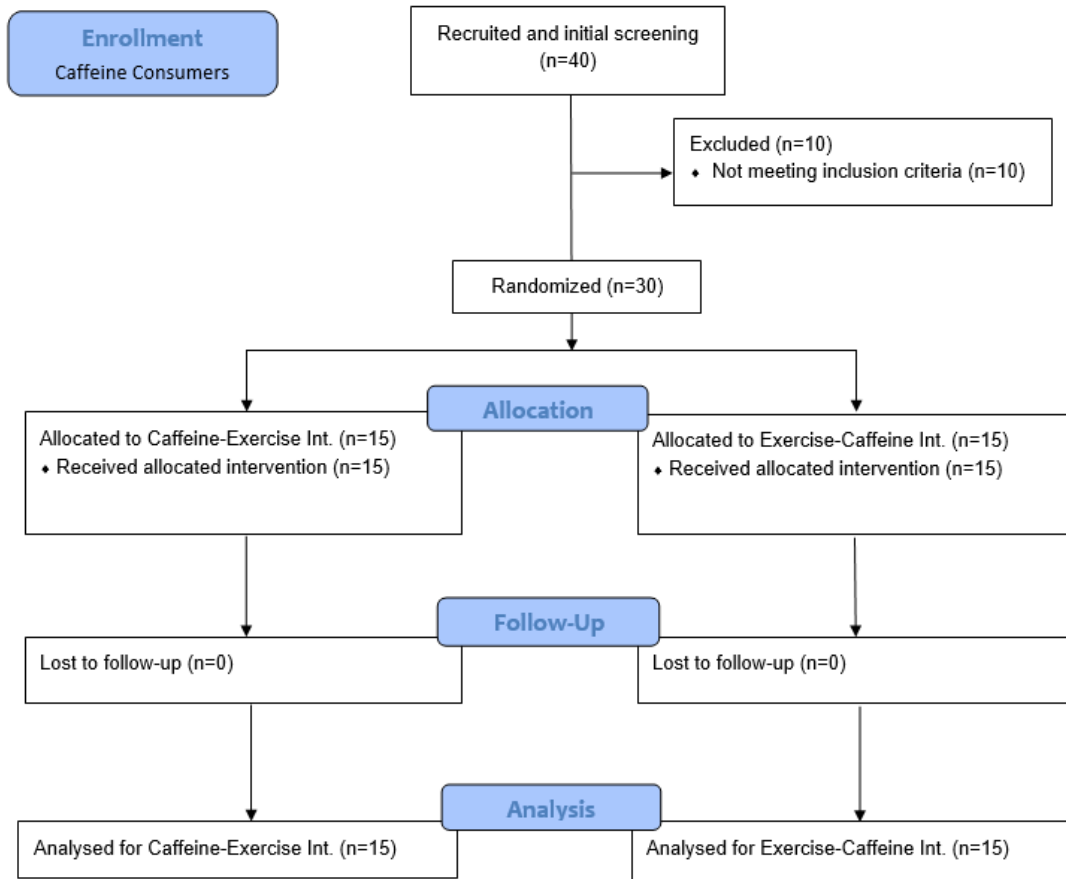 Enrollment
Caffeine Consumers
Recruited and initial screening
(n=40)
Excluded (n=10)
⬧ Not meeting inclusion criteria (n=10)
Randomized (n=30)
Allocation
Allocated to Caffeine-Exercise Int. (n=15)
⬧ Received allocated intervention (n=15)
Allocated to Exercise-Caffeine Int. (n=15)
⬧ Received allocated intervention (n=15)
Follow-Up
Lost to follow-up (n=0)
Lost to follow-up (n=0)
Analysis
Analysed for Caffeine-Exercise Int. (n=15)
Analysed for Exercise-Caffeine Int. (n=15)